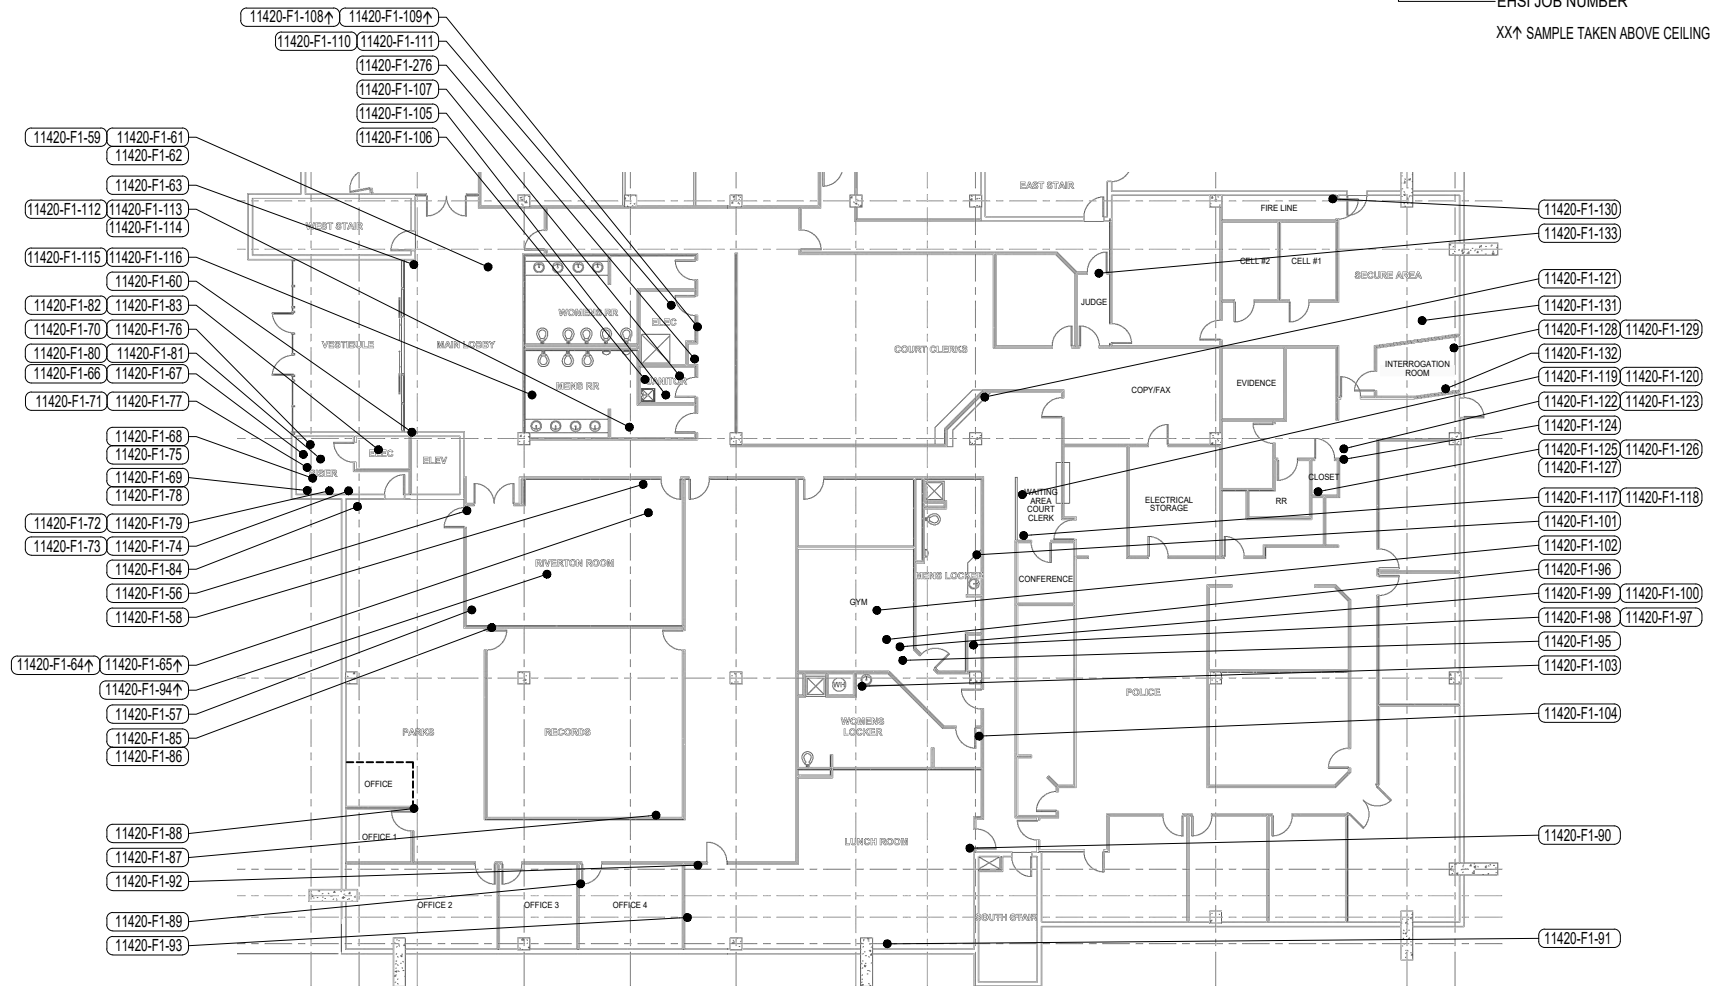 EHSI JOB NUMBER
XX↑ SAMPLE TAKEN ABOVE CEILING
11420-F1-108↑ 11420-F1-109↑
11420-F1-110 11420-F1-111
11420-F1-276
11420-F1-107
11420-F1-105
11420-F1-106
11420-F1-59 11420-F1-61
11420-F1-62
11420-F1-63
11420-F1-112 11420-F1-113
11420-F1-114
11420-F1-115 11420-F1-116
11420-F1-60
11420-F1-82 11420-F1-83
11420-F1-70 11420-F1-76
11420-F1-80 11420-F1-81
11420-F1-66 11420-F1-67
11420-F1-71 11420-F1-77
11420-F1-68
11420-F1-75
11420-F1-69
11420-F1-78
11420-F1-72 11420-F1-79
11420-F1-73 11420-F1-74
11420-F1-84
11420-F1-56
11420-F1-58
11420-F1-64↑ 11420-F1-65↑
11420-F1-94↑
11420-F1-57
11420-F1-85
11420-F1-86
11420-F1-88
11420-F1-87
11420-F1-92
11420-F1-89
11420-F1-93
WEST STAIR
VESTIBULE
MAIN LOBBY
WOMENS RR
ELEC
MENS RR
JANITOR
ELEC
ELEV
RISER
RIVERTON ROOM
PARKS
RECORDS
OFFICE
OFFICE 1
OFFICE 2
OFFICE 3
OFFICE 4
EAST STAIR
COURT CLERKS
JUDGE
COPY/FAX
FIRE LINE
CELL #2
CELL #1
SECURE AREA
INTERROGATION
ROOM
EVIDENCE
CLOSET
RR
ELECTRICAL
STORAGE
WAITING
AREA
COURT
CLERK
CONFERENCE
MENS LOCKER
GYM
WH
WOMENS
LOCKER
POLICE
LUNCH ROOM
SOUTH STAIR
11420-F1-130
11420-F1-133
11420-F1-121
11420-F1-131
11420-F1-128 11420-F1-129
11420-F1-132
11420-F1-119 11420-F1-120
11420-F1-122 11420-F1-123
11420-F1-124
11420-F1-125 11420-F1-126
11420-F1-127
11420-F1-117 11420-F1-118
11420-F1-101
11420-F1-102
11420-F1-96
11420-F1-99 11420-F1-100
11420-F1-98 11420-F1-97
11420-F1-95
11420-F1-103
11420-F1-104
11420-F1-90
11420-F1-91